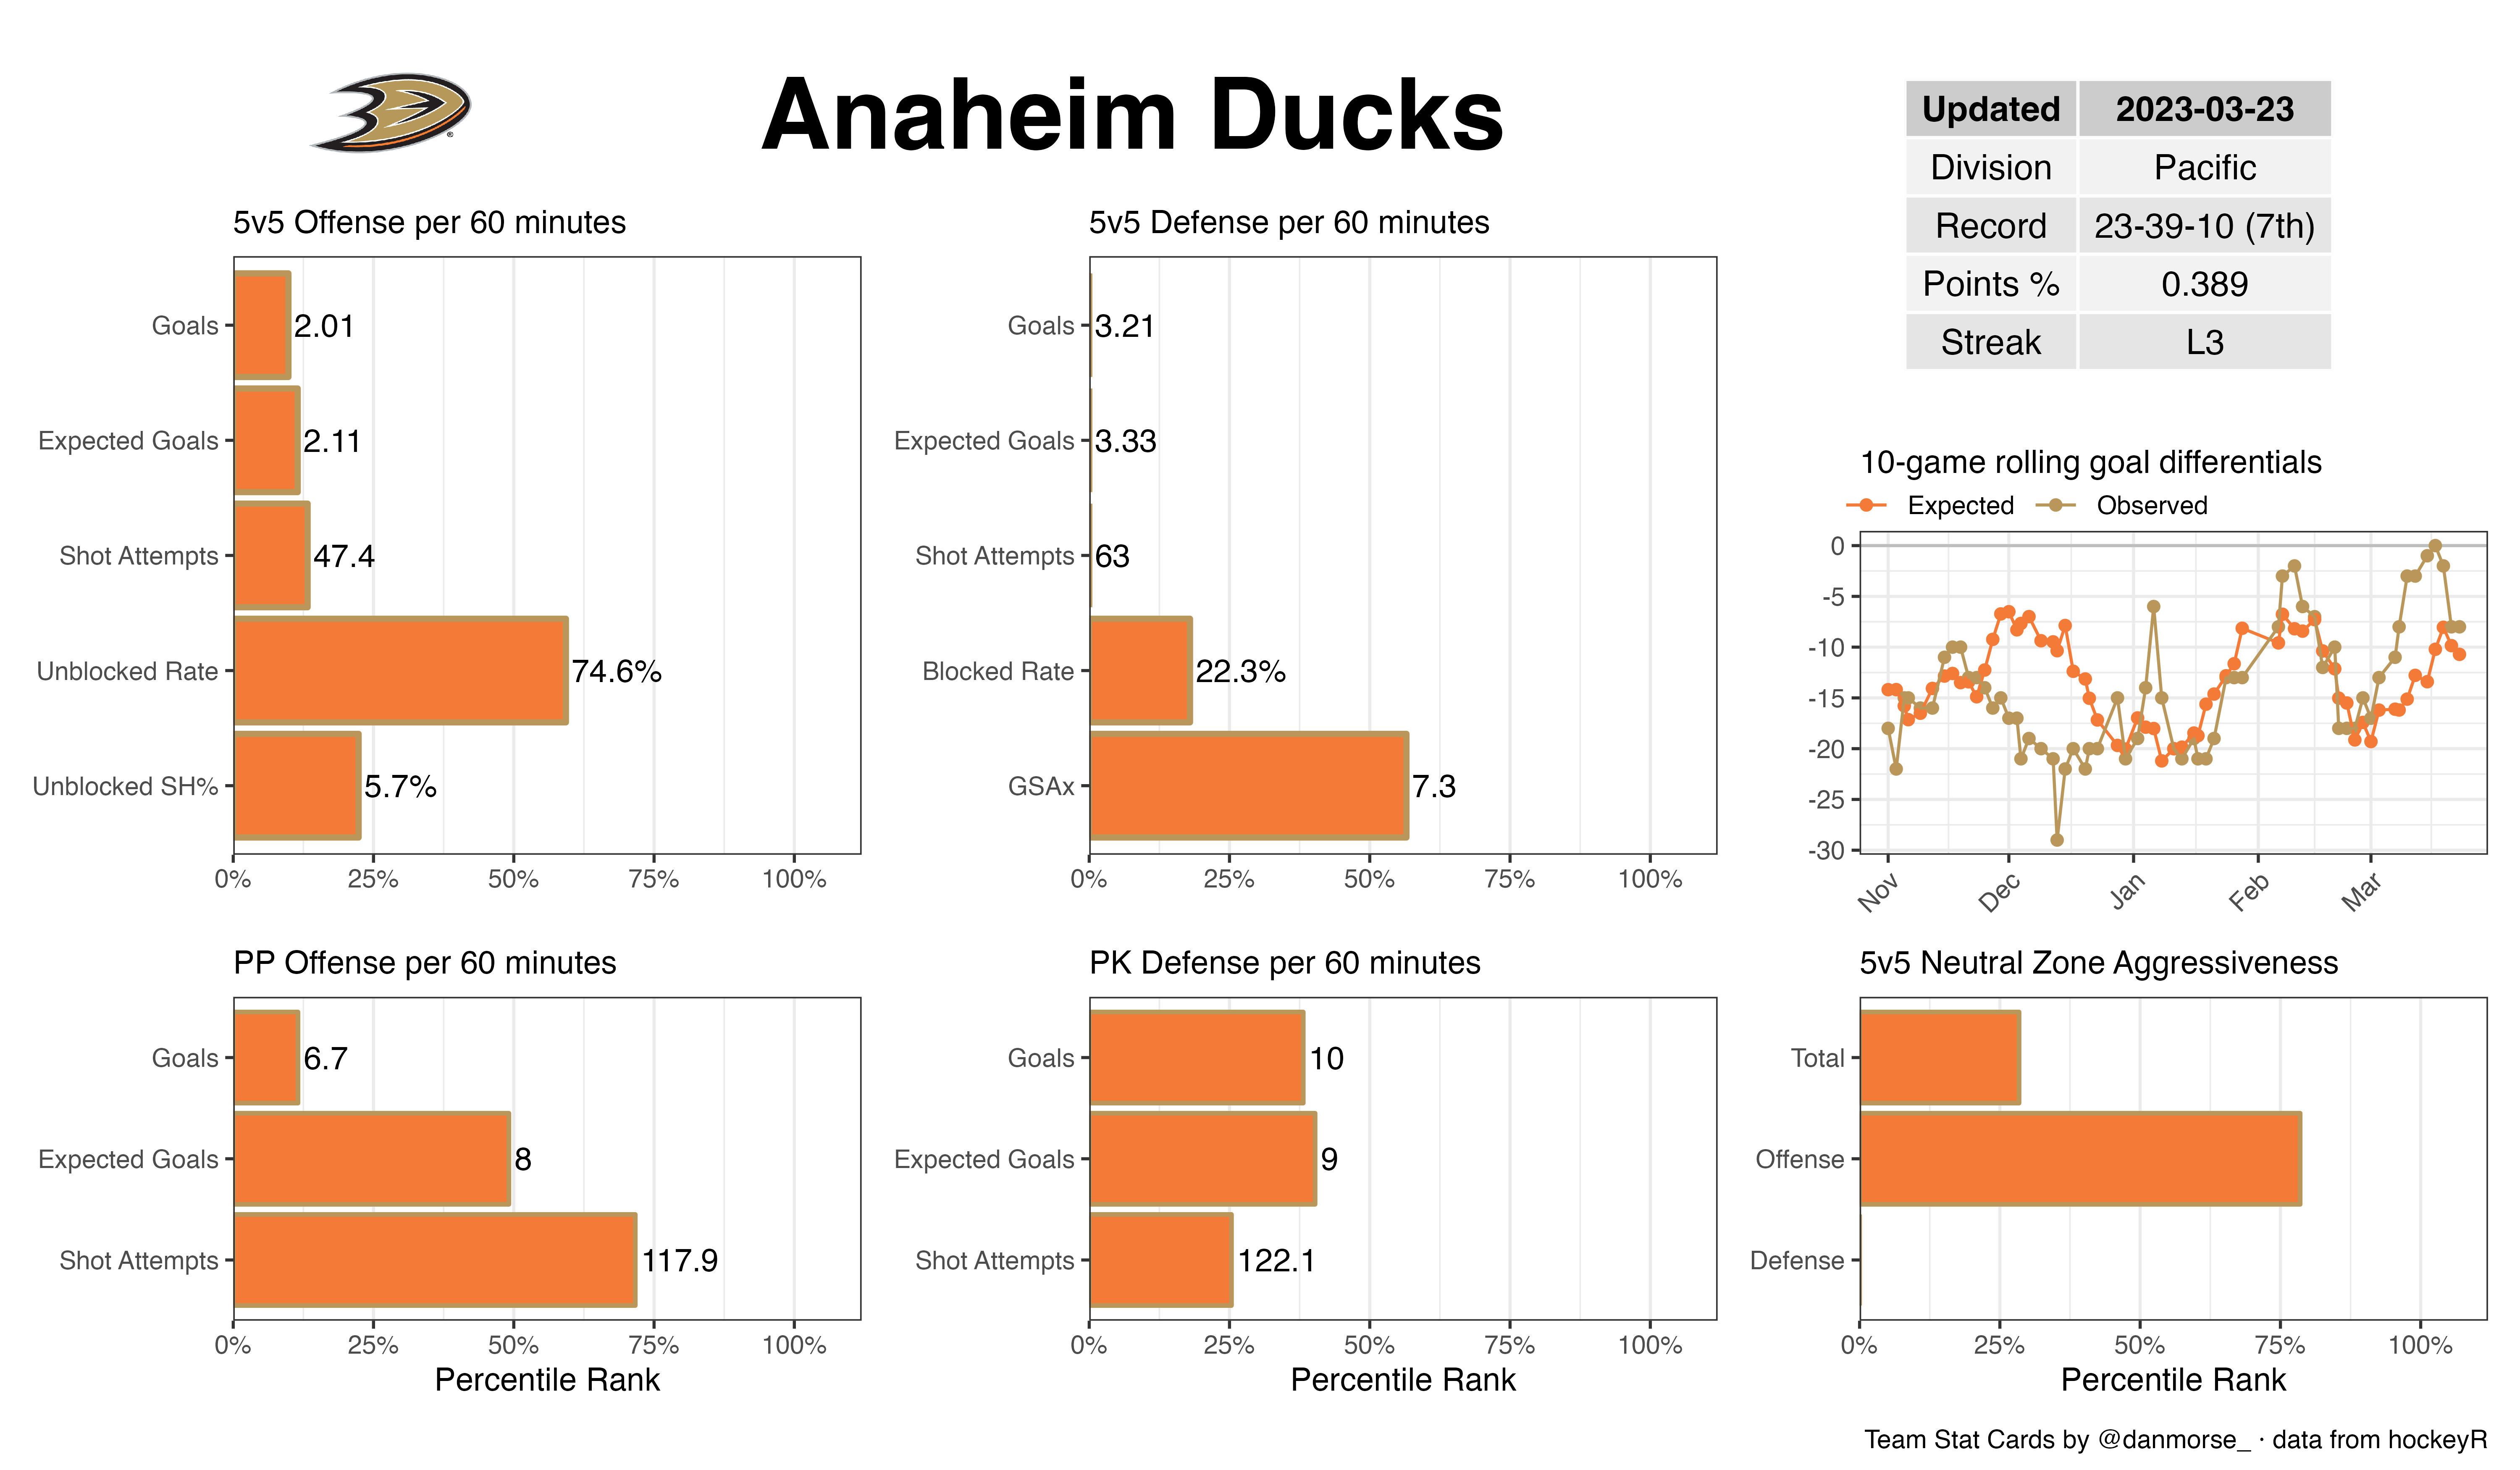 Anaheim Ducks
Updated 2023-03-23
Division Pacific
Record 23-39-10 (7th)
Points % 0.389
Streak L3
5v5 Offense per 60 minutes
Goals 2.01
Expected Goals 2.11
Shot Attempts 47.4
Unblocked Rate 74.6%
Unblocked SH% 5.7%
0% 25% 50% 75% 100%
5v5 Defense per 60 minutes
Goals 3.21
Expected Goals 3.33
Shot Attempts 63
Blocked Rate 22.3%
GSAx 7.3
0% 25% 50% 75% 100%
10-game rolling goal differentials
Expected Observed
0
-5
-10
-15
-20
-25
-30
Nov Dec Jan Feb Mar
PP Offense per 60 minutes
Goals 6.7
Expected Goals 8
Shot Attempts 117.9
0% 25% 50% 75% 100%
Percentile Rank
PK Defense per 60 minutes
Goals 10
Expected Goals 9
Shot Attempts 122.1
0% 25% 50% 75% 100%
Percentile Rank
5v5 Neutral Zone Aggressiveness
Total
Offense
Defense
0% 25% 50% 75% 100%
Percentile Rank
Team Stat Cards by @danmorse_ · data from hockeyR